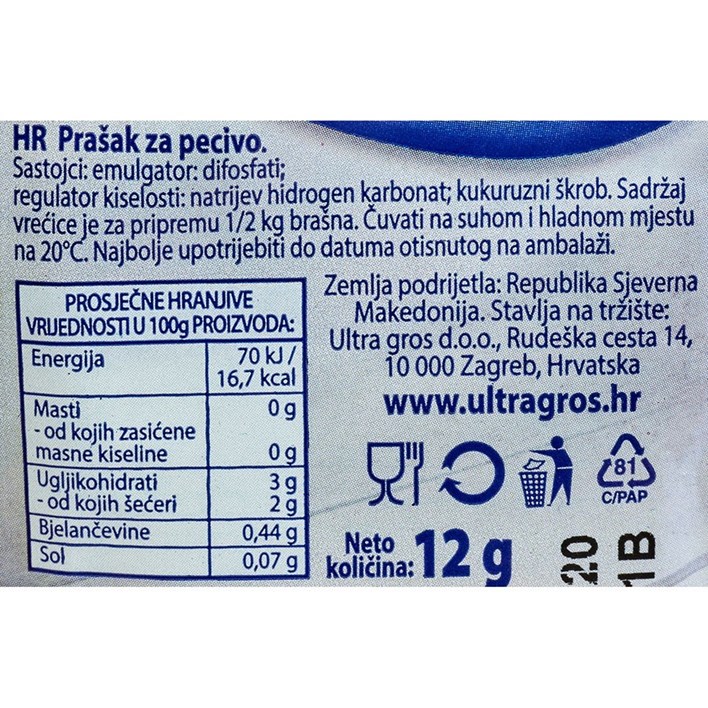 HR Prašak za pecivo.
Sastojci: emulgator: difosfati;
regulator kiselosti: natrijev hidrogen karbonat; kukuruzni škrob. Sadržaj
vrećice je za pripremu 1/2 kg brašna. Čuvati na suhom i hladnom mjestu
na 20°C. Najbolje upotrijebiti do datuma otisnutog na ambalaži.
PROSJEČNE HRANJIVE
VRIJEDNOSTI U 100g PROIZVODA:
Energija 70 kJ /
16,7 kcal
Masti 0 g
- od kojih zasićene
masne kiseline 0 g
Ugljikohidrati 3 g
- od kojih šećeri 2 g
Bjelančevine 0,44 g
Sol 0,07 g
Zemlja podrijetla: Republika Sjeverna
Makedonija. Stavlja na tržište:
Ultra gros d.o.o., Rudeška cesta 14,
10 000 Zagreb, Hrvatska
www.ultragros.hr
81
C/PAP
Neto
količina: 12 g
20
1B